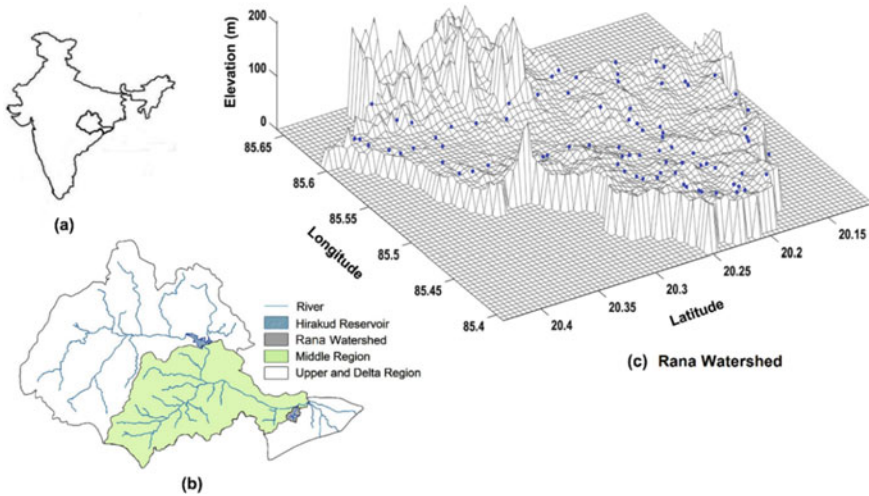 (a)
Elevation (m)
200
100
0
85.65
85.6
85.55
85.5
85.45
85.4
Longitude
20.4
20.35
20.3
20.25
20.2
20.15
Latitude
(c) Rana Watershed
River
Hirakud Reservoir
Rana Watershed
Middle Region
Upper and Delta Region
(b)